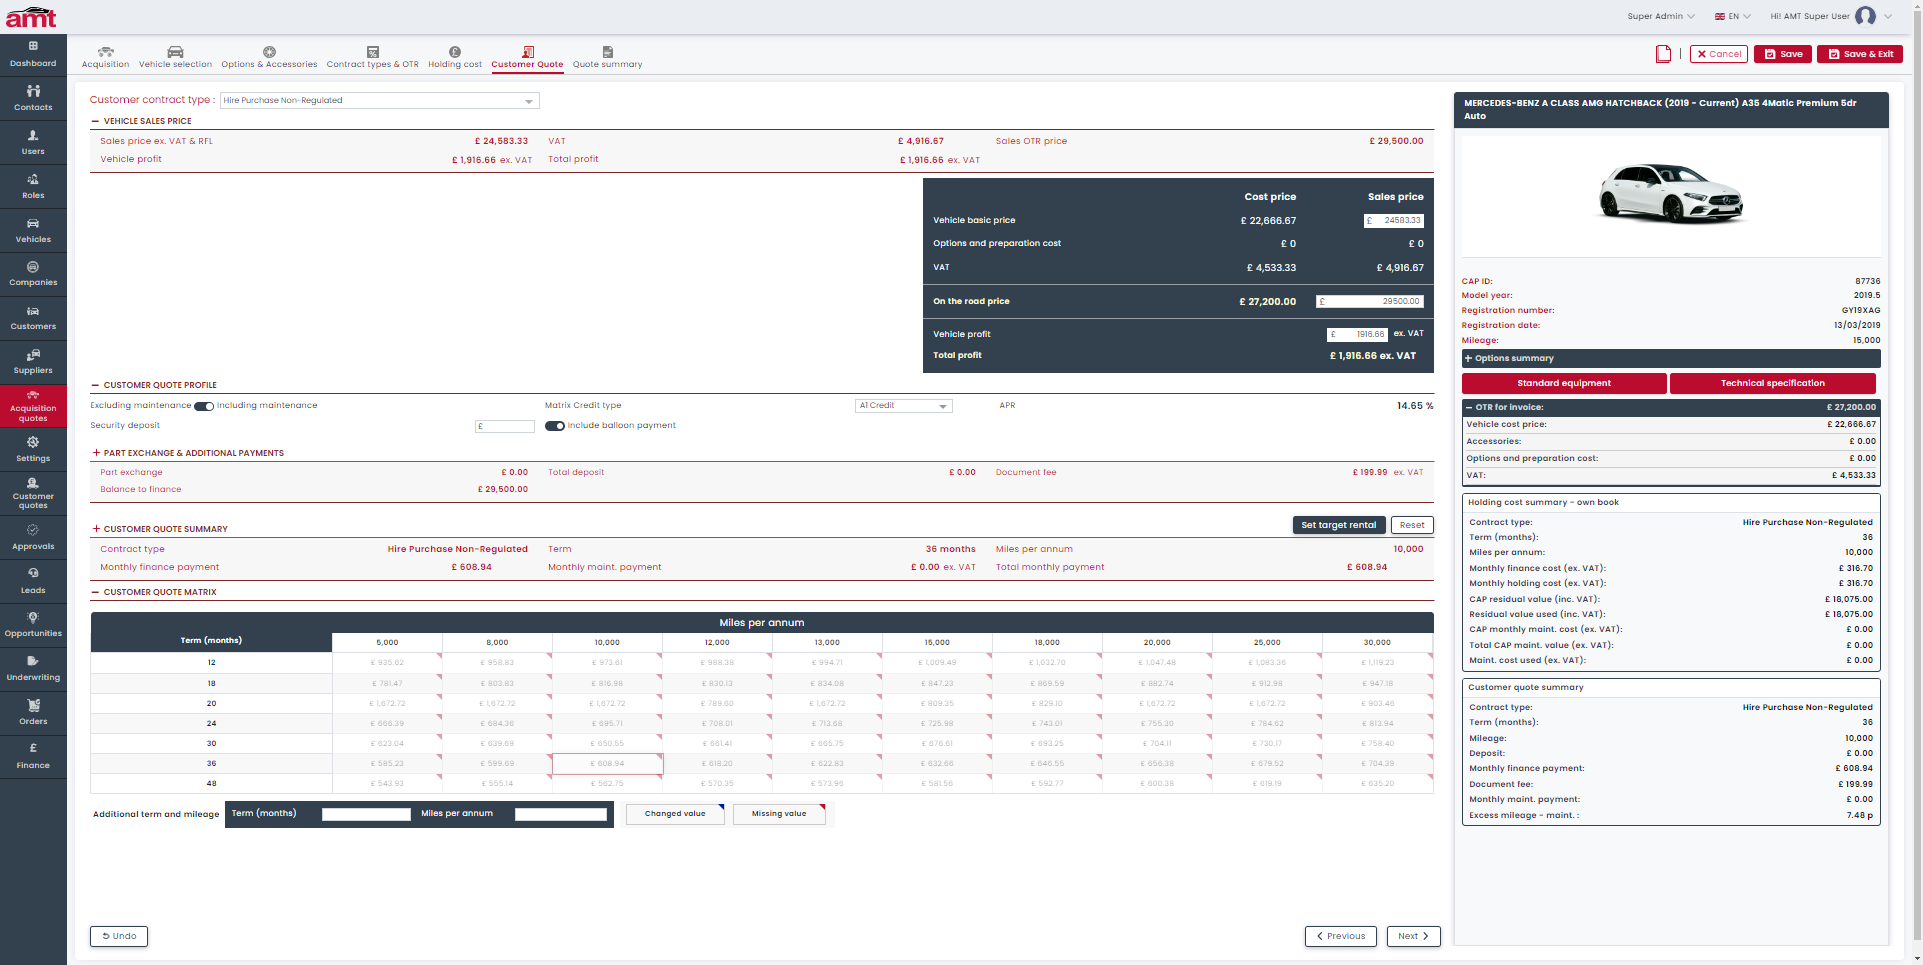 amt
Super Admin
EN
Hi! AMT Super User
Dashboard
Contacts
Users
Roles
Vehicles
Companies
Customers
Suppliers
Acquisition
quotes
Settings
Customer
quotes
Approvals
Leads
Opportunities
Underwriting
Orders
Finance
Acquisition
Vehicle selection
Options & Accessories
Contract types & OTR
Holding cost
Customer Quote
Quote summary
Cancel
Save
Save & Exit
Customer contract type : Hire Purchase Non-Regulated
VEHICLE SALES PRICE
Sales price ex. VAT & RFL £ 24,583.33 VAT £ 4,916.67 Sales OTR price £ 29,500.00
Vehicle profit £ 1,916.66 ex. VAT Total profit £ 1,916.66 ex. VAT
Cost price Sales price
Vehicle basic price £ 22,666.67 £ 24583.33
Options and preparation cost £ 0 £ 0
VAT £ 4,533.33 £ 4,916.67
On the road price £ 27,200.00 £ 29500.00
Vehicle profit £ 1916.66 ex. VAT
Total profit £ 1,916.66 ex. VAT
CUSTOMER QUOTE PROFILE
Excluding maintenance Including maintenance Matrix Credit type A1 Credit APR 14.65 %
Security deposit £ Include balloon payment
PART EXCHANGE & ADDITIONAL PAYMENTS
Part exchange £ 0.00 Total deposit £ 0.00 Document fee £ 199.99 ex. VAT
Balance to finance £ 29,500.00
CUSTOMER QUOTE SUMMARY Set target rental Reset
Contract type Hire Purchase Non-Regulated Term 36 months Miles per annum 10,000
Monthly finance payment £ 608.94 Monthly maint. payment £ 0.00 ex. VAT Total monthly payment £ 608.94
CUSTOMER QUOTE MATRIX
Miles per annum
Term (months) 5,000 8,000 10,000 12,000 13,000 15,000 18,000 20,000 25,000 30,000
12 £ 935.62 £ 958.83 £ 973.61 £ 988.38 £ 994.71 £ 1,009.49 £ 1,032.70 £ 1,047.48 £ 1,083.36 £ 1,119.23
18 £ 781.47 £ 803.83 £ 816.98 £ 830.13 £ 834.08 £ 847.23 £ 869.59 £ 882.74 £ 912.98 £ 947.18
20 £ 1,672.72 £ 1,672.72 £ 1,672.72 £ 789.60 £ 1,672.72 £ 809.35 £ 829.10 £ 1,672.72 £ 1,672.72 £ 903.46
24 £ 666.39 £ 684.36 £ 695.71 £ 708.01 £ 713.68 £ 725.98 £ 743.01 £ 755.30 £ 784.62 £ 813.94
30 £ 623.04 £ 639.69 £ 650.55 £ 661.41 £ 665.75 £ 676.61 £ 693.25 £ 704.11 £ 730.17 £ 758.40
36 £ 585.23 £ 599.69 £ 608.94 £ 618.20 £ 622.83 £ 632.66 £ 646.55 £ 656.38 £ 679.52 £ 704.39
48 £ 543.93 £ 555.14 £ 562.75 £ 570.35 £ 573.96 £ 581.56 £ 592.77 £ 600.38 £ 619.19 £ 635.20
Additional term and mileage Term (months) Miles per annum Changed value Missing value
Undo
Previous
Next
MERCEDES-BENZ A CLASS AMG HATCHBACK (2019 - Current) A35 4Matic Premium 5dr
Auto
CAP ID: 87736
Model year: 2019.5
Registration number: GY19XAG
Registration date: 13/03/2019
Mileage: 15,000
Options summary
Standard equipment Technical specification
OTR for invoice: £ 27,200.00
Vehicle cost price: £ 22,666.67
Accessories: £ 0.00
Options and preparation cost: £ 0.00
VAT: £ 4,533.33
Holding cost summary - own book
Contract type: Hire Purchase Non-Regulated
Term (months): 36
Miles per annum: 10,000
Monthly finance cost (ex. VAT): £ 316.70
Monthly holding cost (ex. VAT): £ 316.70
CAP residual value (inc. VAT): £ 18,075.00
Residual value used (inc. VAT): £ 18,075.00
CAP monthly maint. cost (ex. VAT): £ 0.00
Total CAP maint. value (ex. VAT): £ 0.00
Maint. cost used (ex. VAT): £ 0.00
Customer quote summary
Contract type: Hire Purchase Non-Regulated
Term (months): 36
Mileage: 10,000
Deposit: £ 0.00
Monthly finance payment: £ 608.94
Document fee: £ 199.99
Monthly maint. payment: £ 0.00
Excess mileage - maint. : 7.48 p